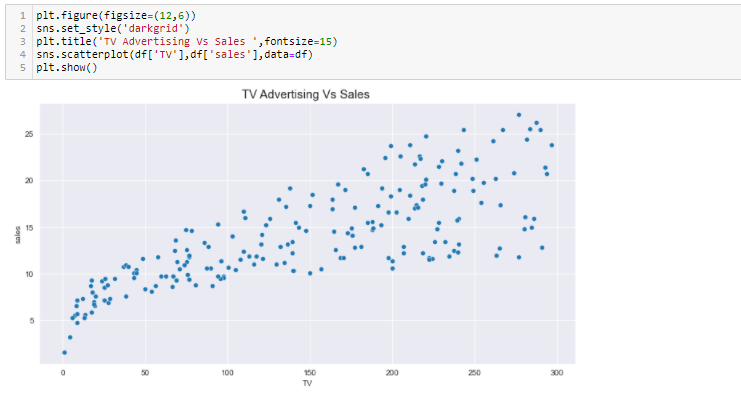 1 plt.figure(figsize=(12,6))
2 sns.set_style('darkgrid')
3 plt.title('TV Advertising Vs Sales ',fontsize=15)
4 sns.scatterplot(df['TV'],df['sales'],data=df)
5 plt.show()
TV Advertising Vs Sales
25
20
15
10
5
sales
0 50 100 150 200 250 300
TV